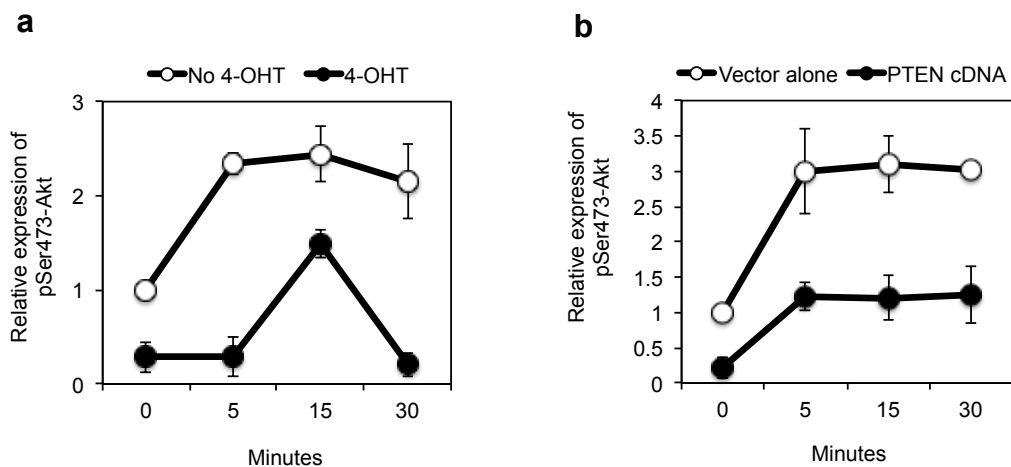 a
No 4-OHT 4-OHT
Relative expression of
pSer473-Akt
3
2
1
0
0 5 15 30
Minutes
b
Vector alone PTEN cDNA
Relative expression of
pSer473-Akt
4
3.5
3
2.5
2
1.5
1
0.5
0
0 5 15 30
Minutes